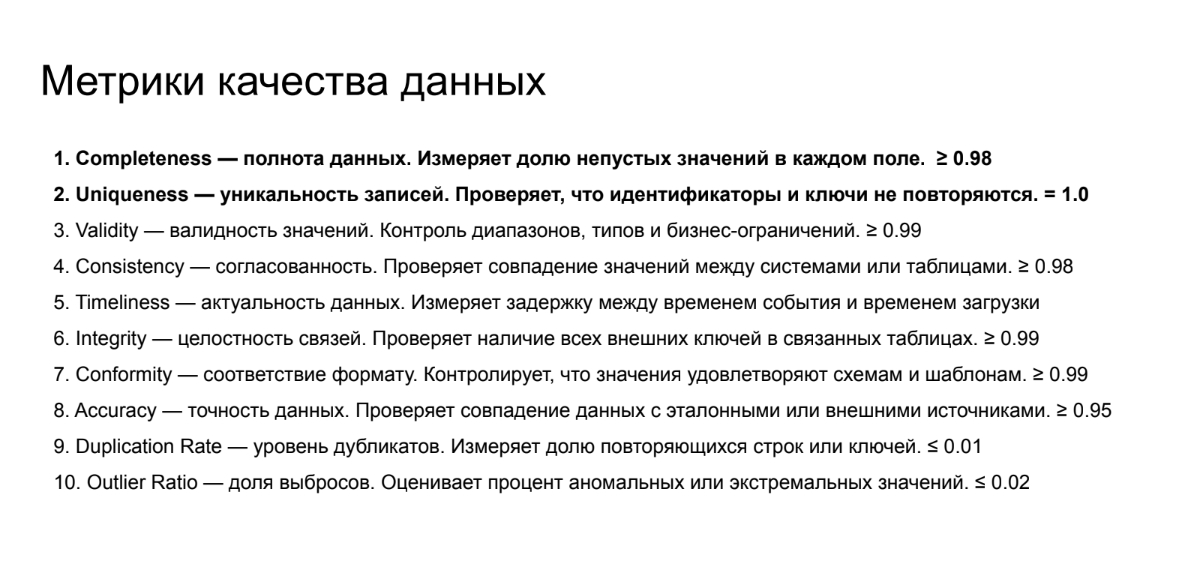 Метрики качества данных
1. Completeness — полнота данных. Измеряет долю непустых значений в каждом поле.  ≥ 0.98
2. Uniqueness — уникальность записей. Проверяет, что идентификаторы и ключи не повторяются. = 1.0
3. Validity — валидность значений. Контроль диапазонов, типов и бизнес-ограничений. ≥ 0.99
4. Consistency — согласованность. Проверяет совпадение значений между системами или таблицами. ≥ 0.98
5. Timeliness — актуальность данных. Измеряет задержку между временем события и временем загрузки
6. Integrity — целостность связей. Проверяет наличие всех внешних ключей в связанных таблицах. ≥ 0.99
7. Conformity — соответствие формату. Контролирует, что значения удовлетворяют схемам и шаблонам. ≥ 0.99
8. Accuracy — точность данных. Проверяет совпадение данных с эталонными или внешними источниками. ≥ 0.95
9. Duplication Rate — уровень дубликатов. Измеряет долю повторяющихся строк или ключей. ≤ 0.01
10. Outlier Ratio — доля выбросов. Оценивает процент аномальных или экстремальных значений. ≤ 0.02